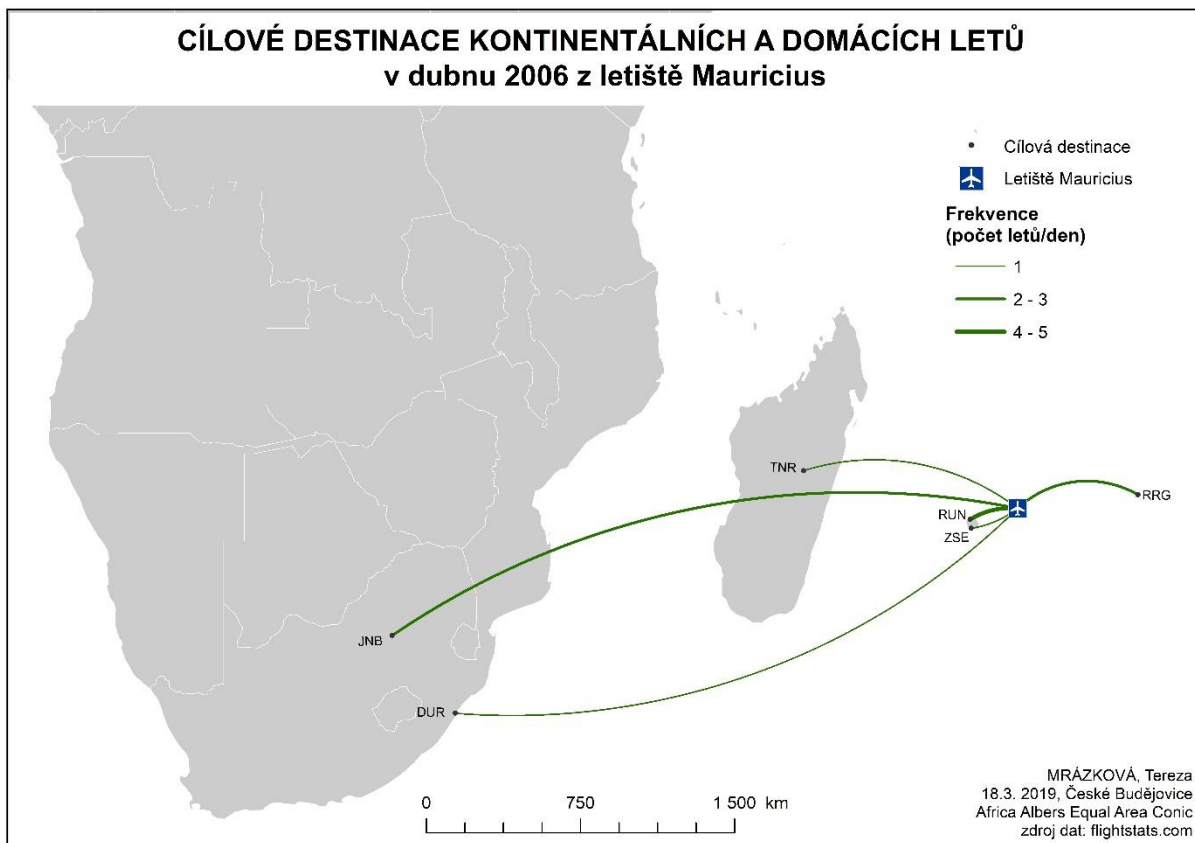 CÍLOVÉ DESTINACE KONTINENTÁLNÍCH A DOMÁCÍCH LETŮ
v dubnu 2006 z letiště Mauricius
Cílová destinace
Letiště Mauricius
Frekvence
(počet letů/den)
1
2 - 3
4 - 5
TNR
RRG
RUN
ZSE
JNB
DUR
0 750 1 500 km
MRÁZKOVÁ, Tereza
18.3. 2019, České Budějovice
Africa Albers Equal Area Conic
zdroj dat: flightstats.com